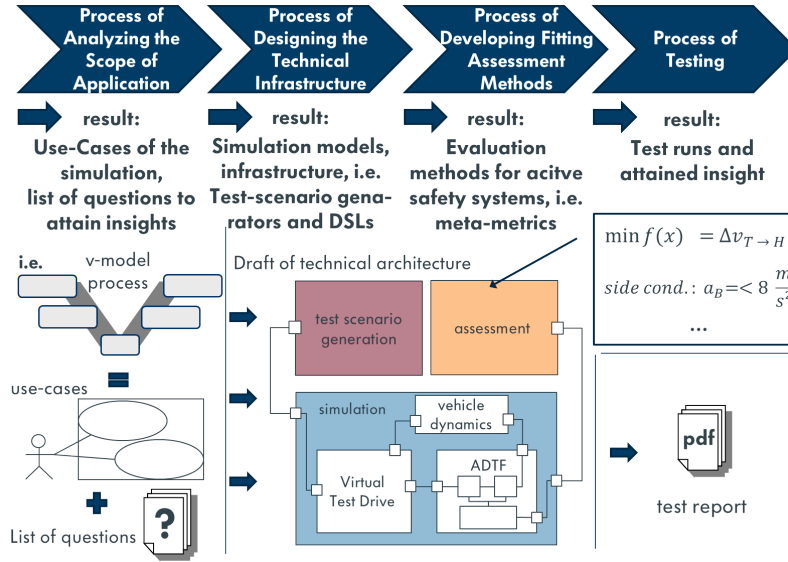 Process of
Analyzing the
Scope of
Application
Process of
Designing the
Technical
Infrastructure
Process of
Developing Fitting
Assessment
Methods
Process of
Testing
result:
Use-Cases of the
simulation,
list of questions to
attain insights
result:
Simulation models,
infrastructure, i.e.
Test-scenario gena-
rators and DSLs
result:
Evaluation
methods for acitve
safety systems, i.e.
meta-metrics
result:
Test runs and
attained insight
i.e.
v-model
process
use-cases
List of questions
?
Draft of technical architecture
test scenario
generation
assessment
simulation
vehicle
dynamics
Virtual
Test Drive
ADTF
min f(x) = Δv T → H
side cond.: a_B =< 8 m/s²
...
pdf
test report